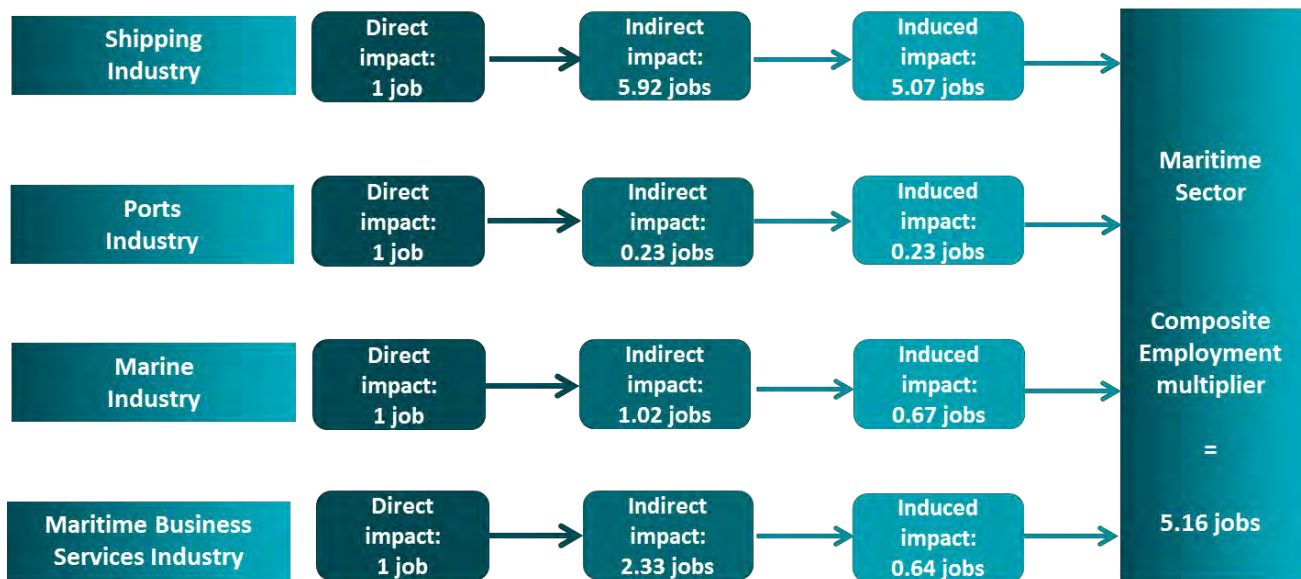 Shipping
Industry
Direct
impact:
1 job
Indirect
impact:
5.92 jobs
Induced
impact:
5.07 jobs
Ports
Industry
Direct
impact:
1 job
Indirect
impact:
0.23 jobs
Induced
impact:
0.23 jobs
Marine
Industry
Direct
impact:
1 job
Indirect
impact:
1.02 jobs
Induced
impact:
0.67 jobs
Maritime Business
Services Industry
Direct
impact:
1 job
Indirect
impact:
2.33 jobs
Induced
impact:
0.64 jobs
Maritime
Sector
Composite
Employment
multiplier
=
5.16 jobs